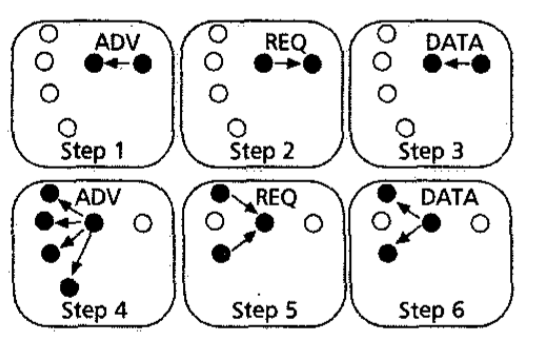 ADV
REQ
DATA
Step 1
Step 2
Step 3
ADV
REQ
DATA
Step 4
Step 5
Step 6